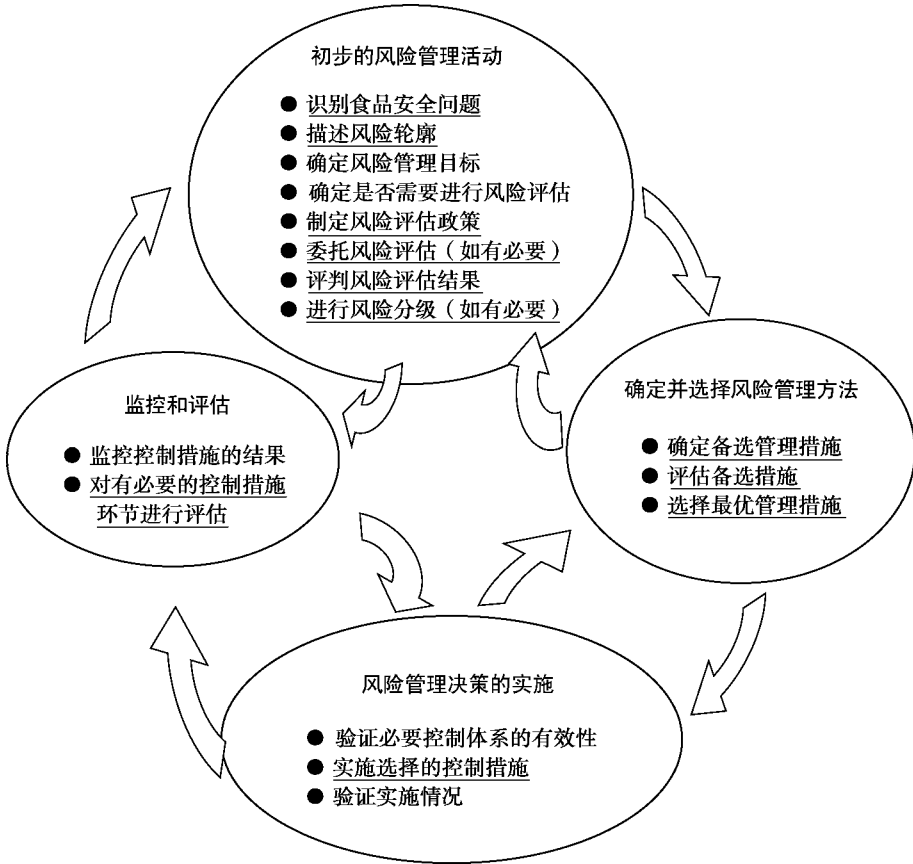 初步的风险管理活动
● 识别食品安全问题
● 描述风险轮廓
● 确定风险管理目标
● 确定是否需要进行风险评估
● 制定风险评估政策
● 委托风险评估（如有必要）
● 评判风险评估结果
● 进行风险分级（如有必要）
监控和评估
● 监控控制措施的结果
● 对有必要的控制措施
环节进行评估
确定并选择风险管理方法
● 确定备选管理措施
● 评估备选措施
● 选择最优管理措施
风险管理决策的实施
● 验证必要控制体系的有效性
● 实施选择的控制措施
● 验证实施情况